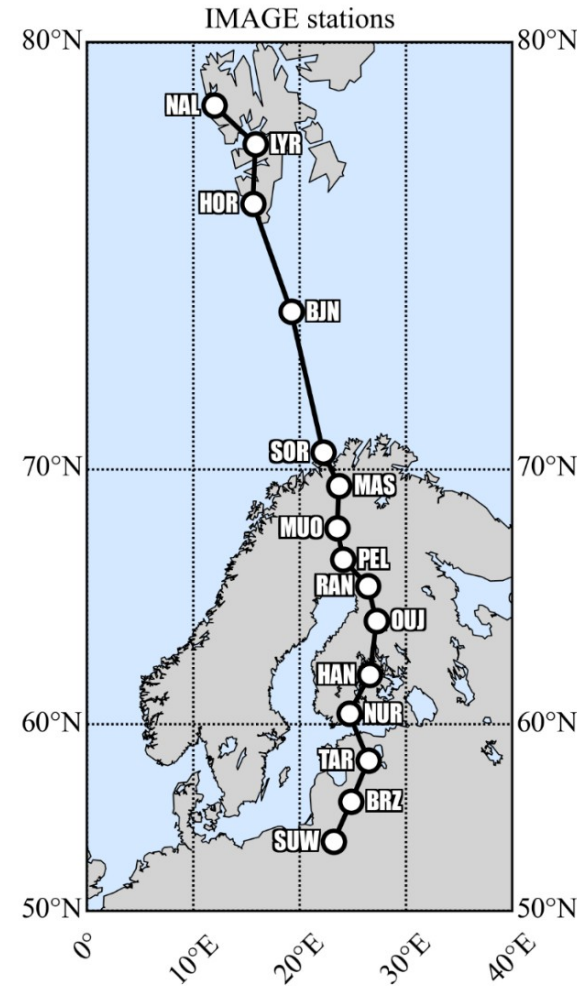 IMAGE stations
80°N
80°N
NAL
LYR
HOR
BJN
SOR
70°N
70°N
MAS
MUO
PEL
RAN
OUJ
HAN
NUR
60°N
60°N
TAR
BRZ
SUW
50°N
50°N
0°
10°E
20°E
30°E
40°E